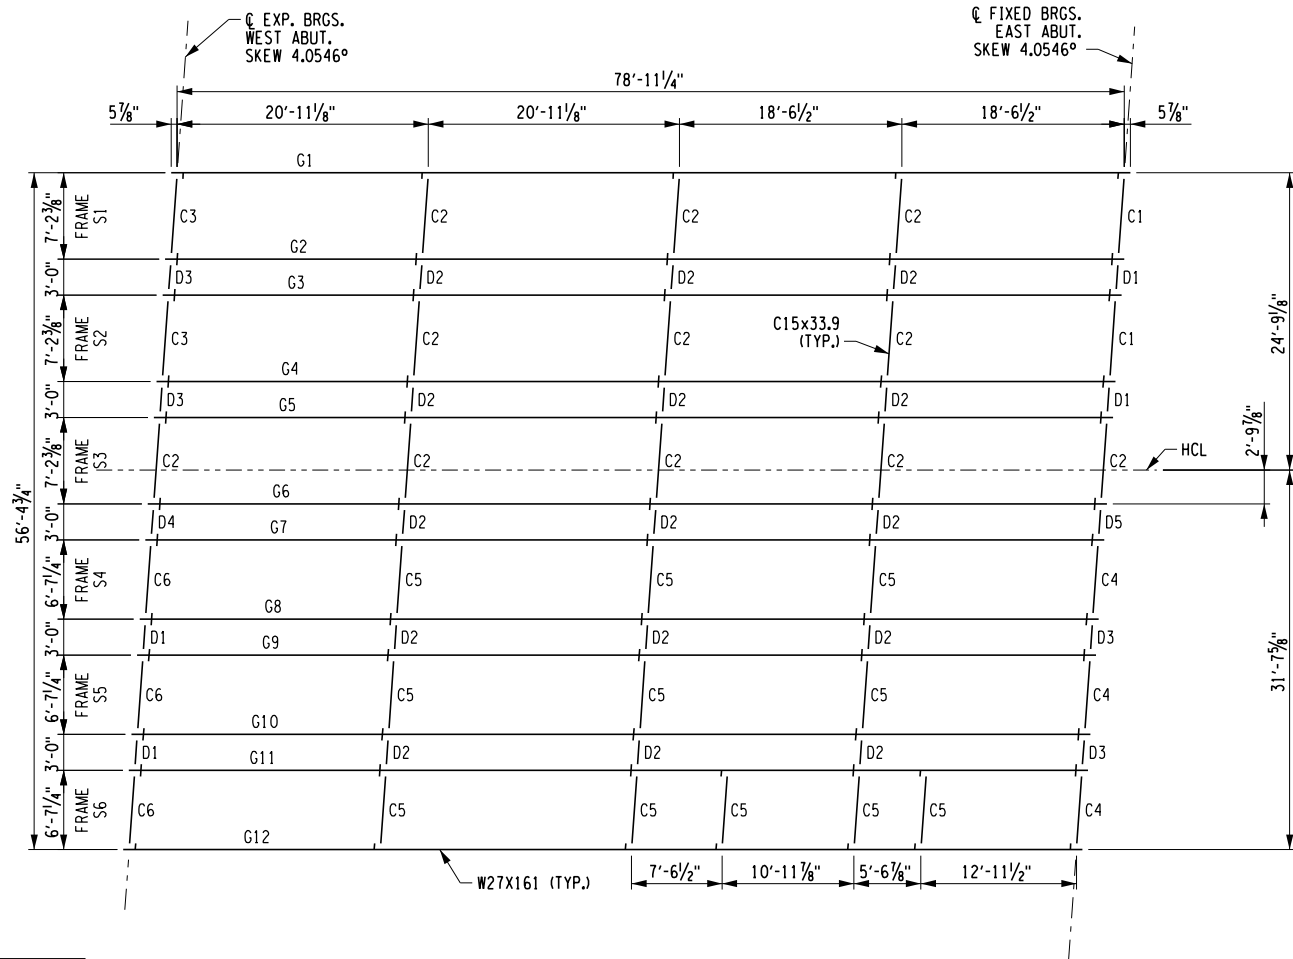 ℄ EXP. BRGS.
WEST ABUT.
SKEW 4.0546°
℄ FIXED BRGS.
EAST ABUT.
SKEW 4.0546°
78'-11¼"
5⅞" 20'-11⅛" 20'-11⅛" 18'-6½" 18'-6½" 5⅞"
G1
7'-2⅜" FRAME S1 C3 C2 C2 C2 C1
G2
3'-0" D3 G3 D2 D2 D2 D1
7'-2⅜" FRAME S2 C3 C2 C2 C2 C1
C15x33.9
(TYP.)
24'-9⅛"
G4
3'-0" D3 G5 D2 D2 D2 D1
7'-2⅜" FRAME S3 C2 C2 C2 C2 C2
HCL
2'-9⅞"
G6
56'-4¾"
3'-0" D4 G7 D2 D2 D2 D5
6'-7¼" FRAME S4 C6 C5 C5 C5 C4
G8
3'-0" D1 G9 D2 D2 D2 D3
31'-7⅝"
6'-7¼" FRAME S5 C6 C5 C5 C5 C4
G10
3'-0" D1 G11 D2 D2 D2 D3
6'-7¼" FRAME S6 C6 C5 C5 C5 C5 C5 C4
G12
W27X161 (TYP.)
7'-6½" 10'-11⅞" 5'-6⅞" 12'-11½"